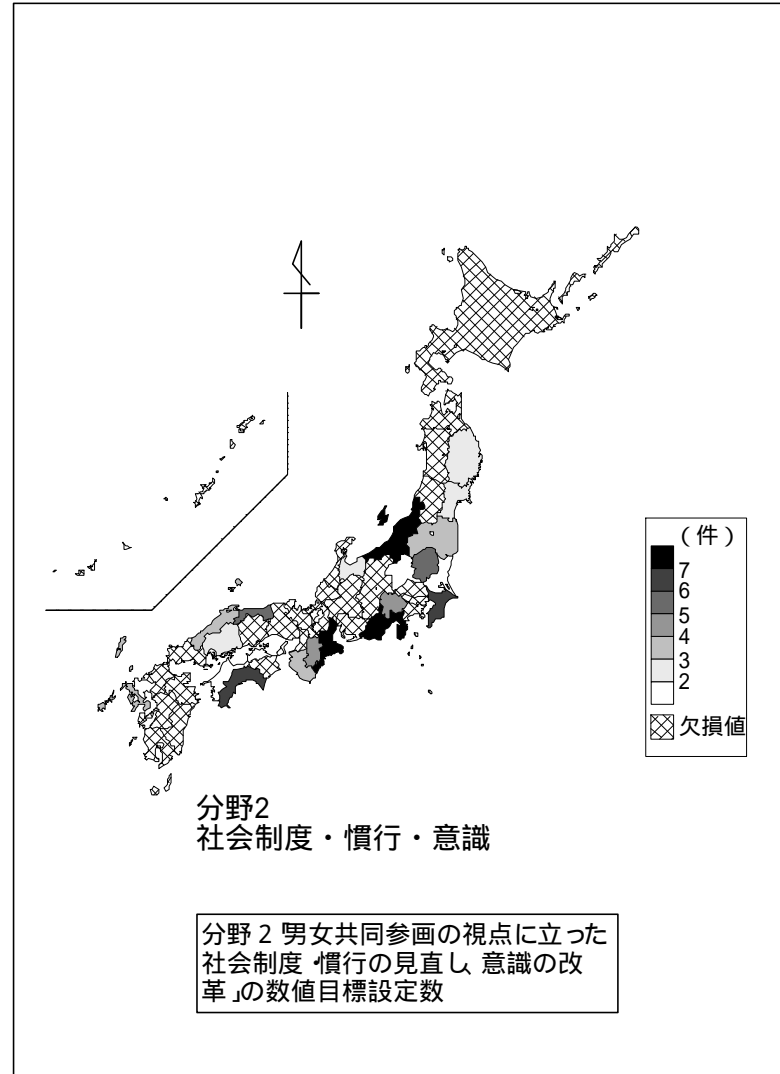 (件)
7
6
5
4
3
2
欠損値
分野2
社会制度・慣行・意識
分野2「男女共同参画の視点に立った
社会制度・慣行の見直し、意識の改
革」の数値目標設定数